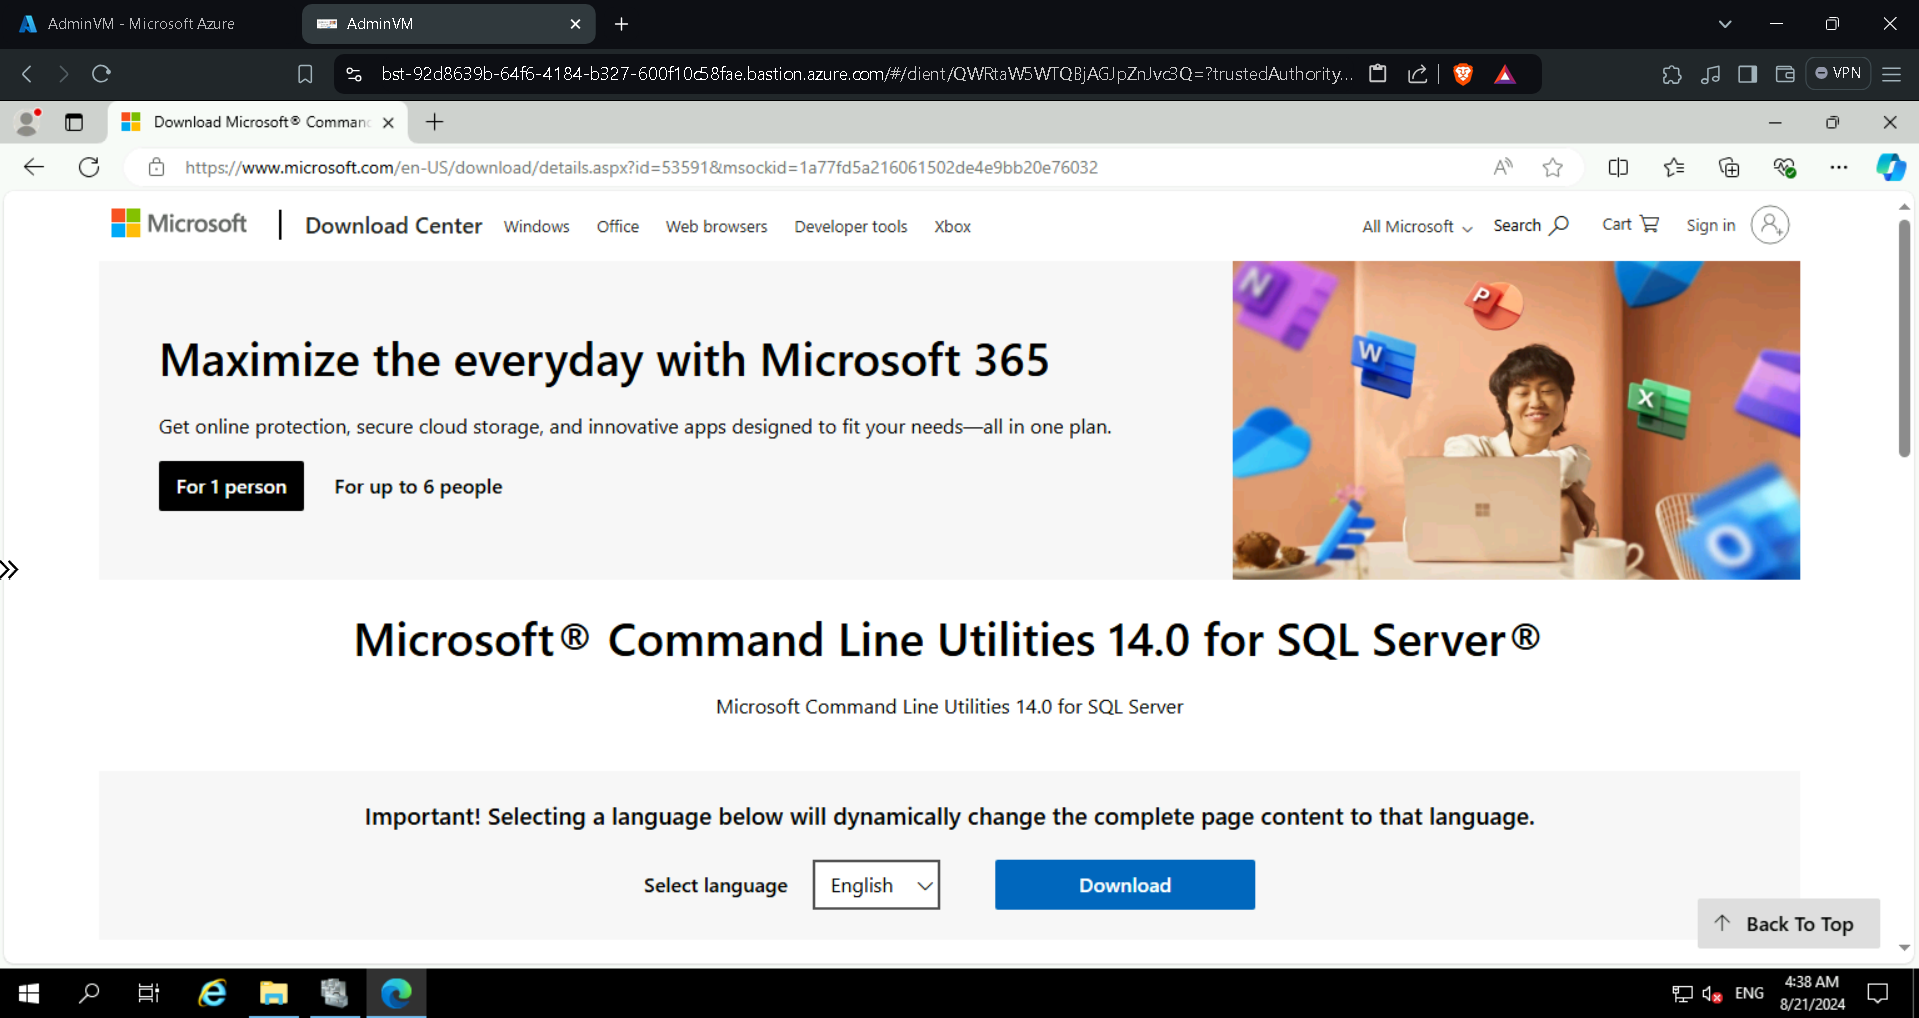 AdminVM - Microsoft Azure
AdminVM
bst-92d8639b-64f6-4184-b327-600f10c58fae.bastion.azure.com/#/client/QWRtaW5WTQBjAGJpZnJvc3Q=?trustedAuthority...
VPN
Download Microsoft® Comman
https://www.microsoft.com/en-US/download/details.aspx?id=53591&msockid=1a77fd5a216061502de4e9bb20e76032
Microsoft
Download Center
Windows
Office
Web browsers
Developer tools
Xbox
All Microsoft
Search
Cart
Sign in
Maximize the everyday with Microsoft 365
Get online protection, secure cloud storage, and innovative apps designed to fit your needs—all in one plan.
For 1 person
For up to 6 people
N
P
W
X
O
Microsoft® Command Line Utilities 14.0 for SQL Server®
Microsoft Command Line Utilities 14.0 for SQL Server
Important! Selecting a language below will dynamically change the complete page content to that language.
Select language
English
Download
Back To Top
ENG
4:38 AM
8/21/2024